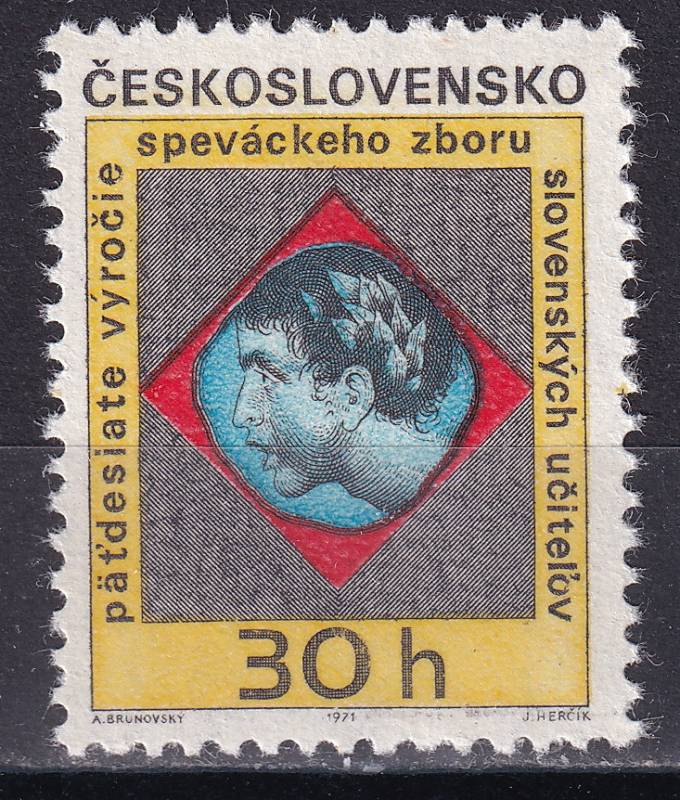 ČESKOSLOVENSKO
päťdesiate výročie
speváckeho zboru
slovenských učiteľov
30 h
A. BRUNOVSKÝ
1971
J. HERČÍK